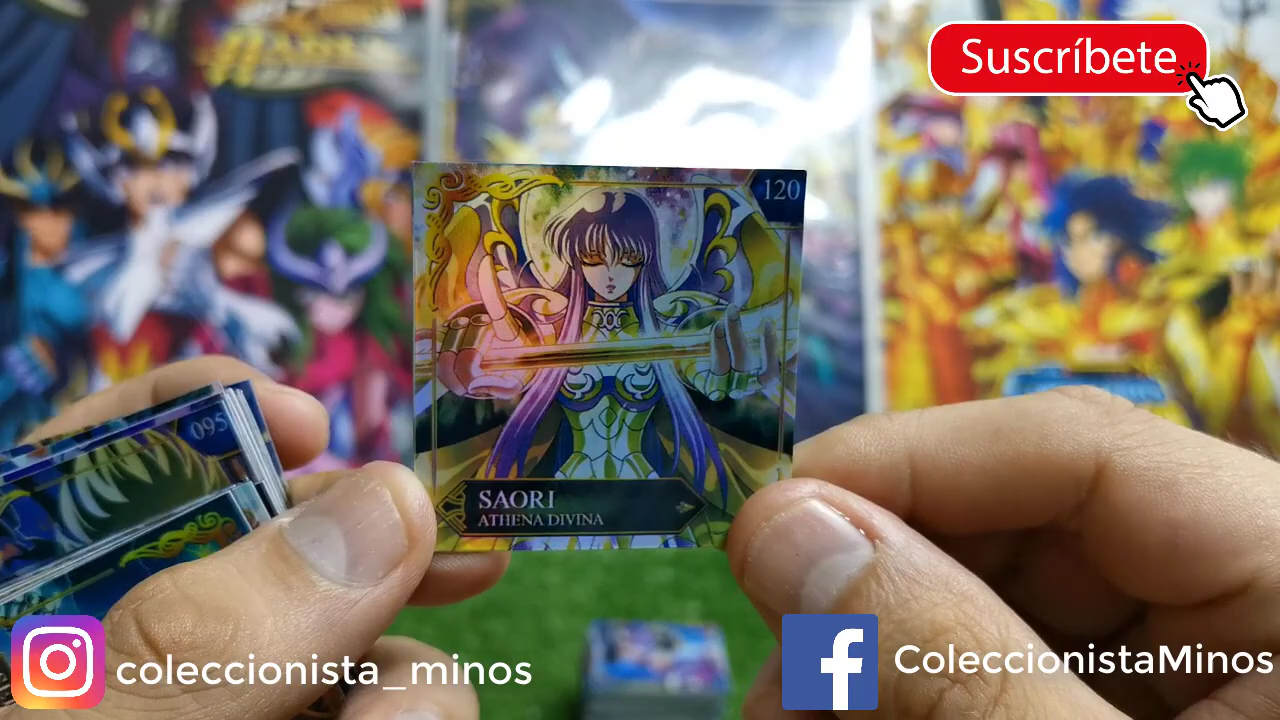 Suscríbete
120
095
SAORI
ATHENA DIVINA
coleccionista_minos
ColeccionistaMinos